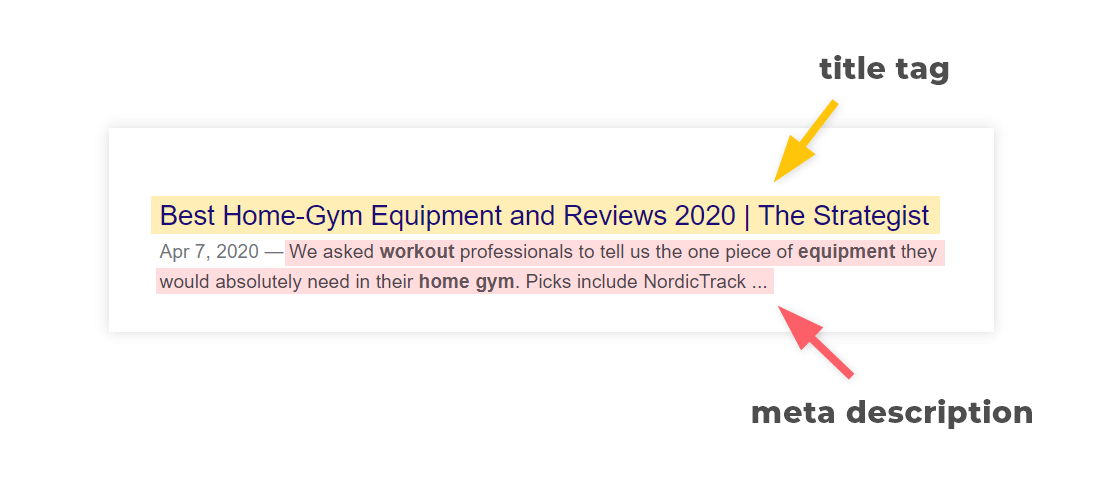 title tag
Best Home-Gym Equipment and Reviews 2020 | The Strategist
Apr 7, 2020 — We asked workout professionals to tell us the one piece of equipment they
would absolutely need in their home gym. Picks include NordicTrack ...
meta description